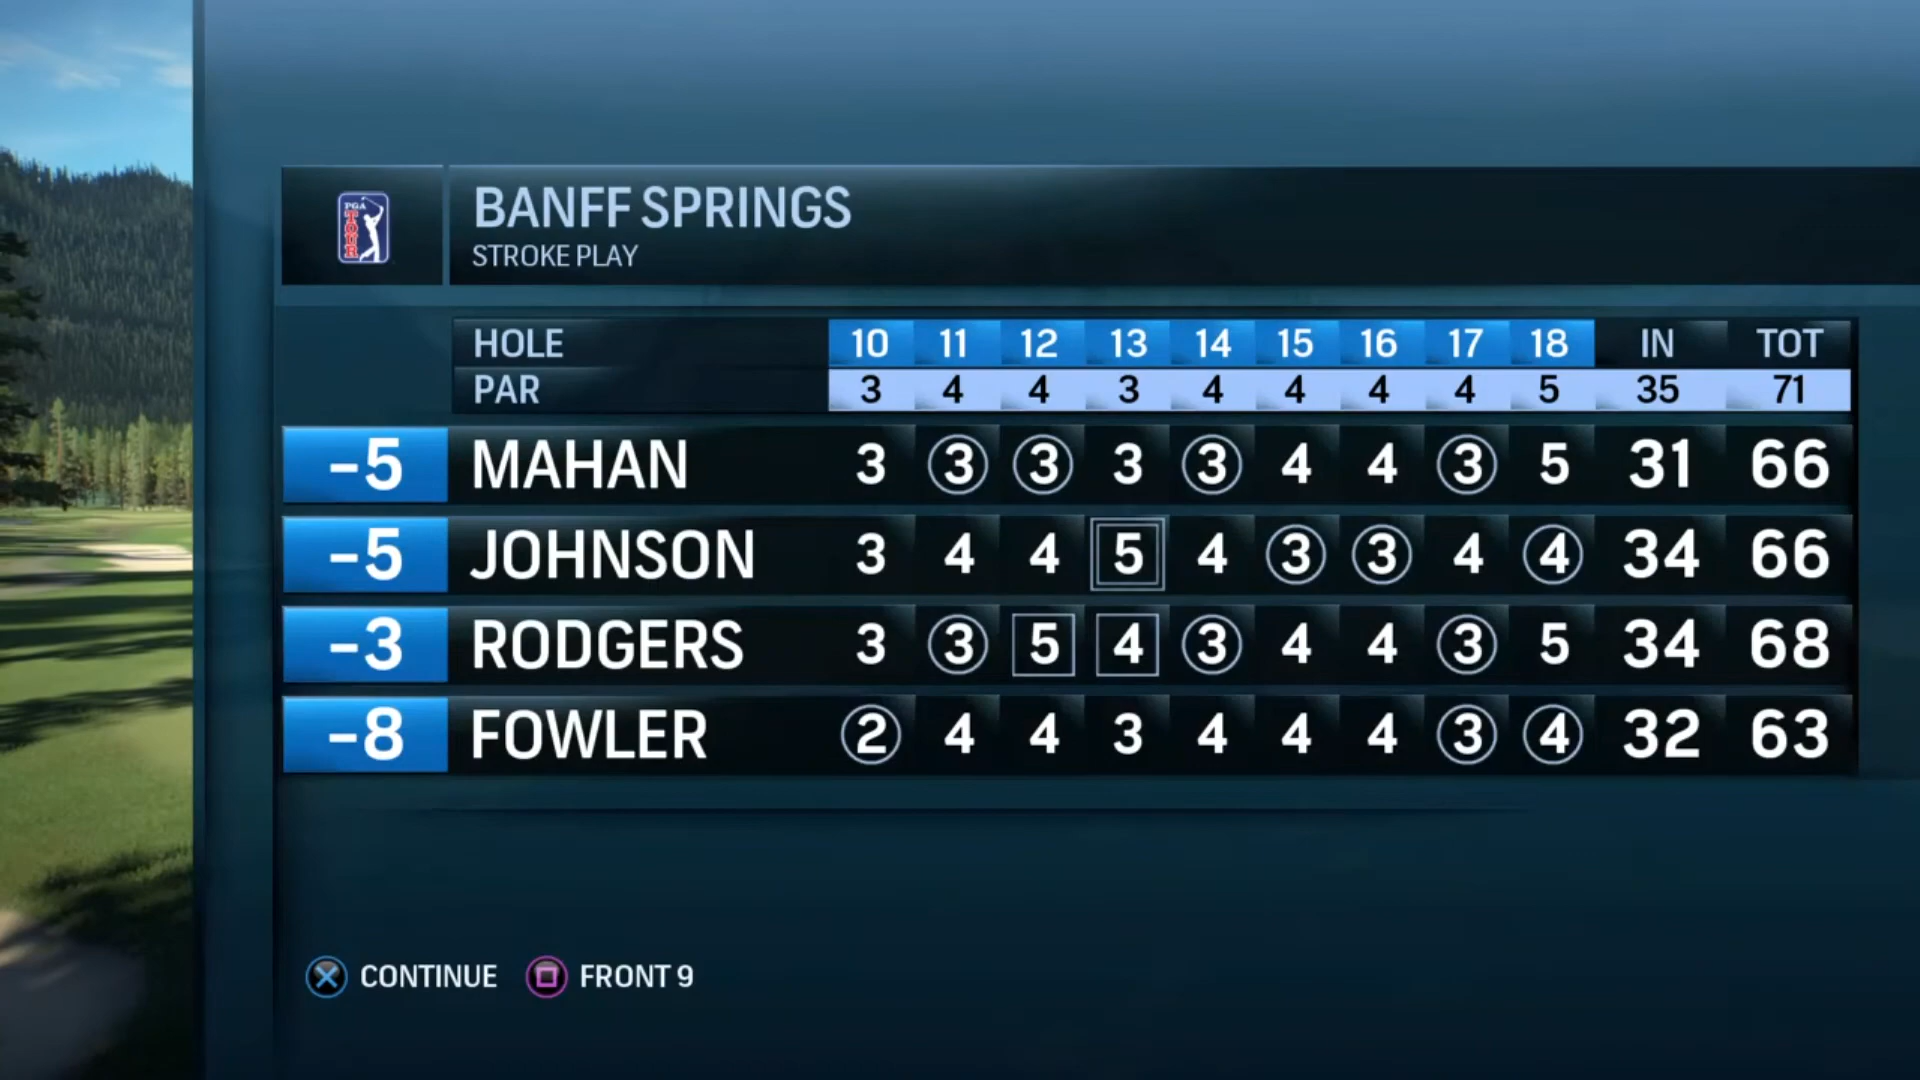 PGA TOUR
BANFF SPRINGS
STROKE PLAY
HOLE 10 11 12 13 14 15 16 17 18 IN TOT
PAR 3 4 4 3 4 4 4 4 5 35 71
-5 MAHAN 3 3 3 3 3 4 4 3 5 31 66
-5 JOHNSON 3 4 4 5 4 3 3 4 4 34 66
-3 RODGERS 3 3 5 4 3 4 4 3 5 34 68
-8 FOWLER 2 4 4 3 4 4 4 3 4 32 63
CONTINUE FRONT 9